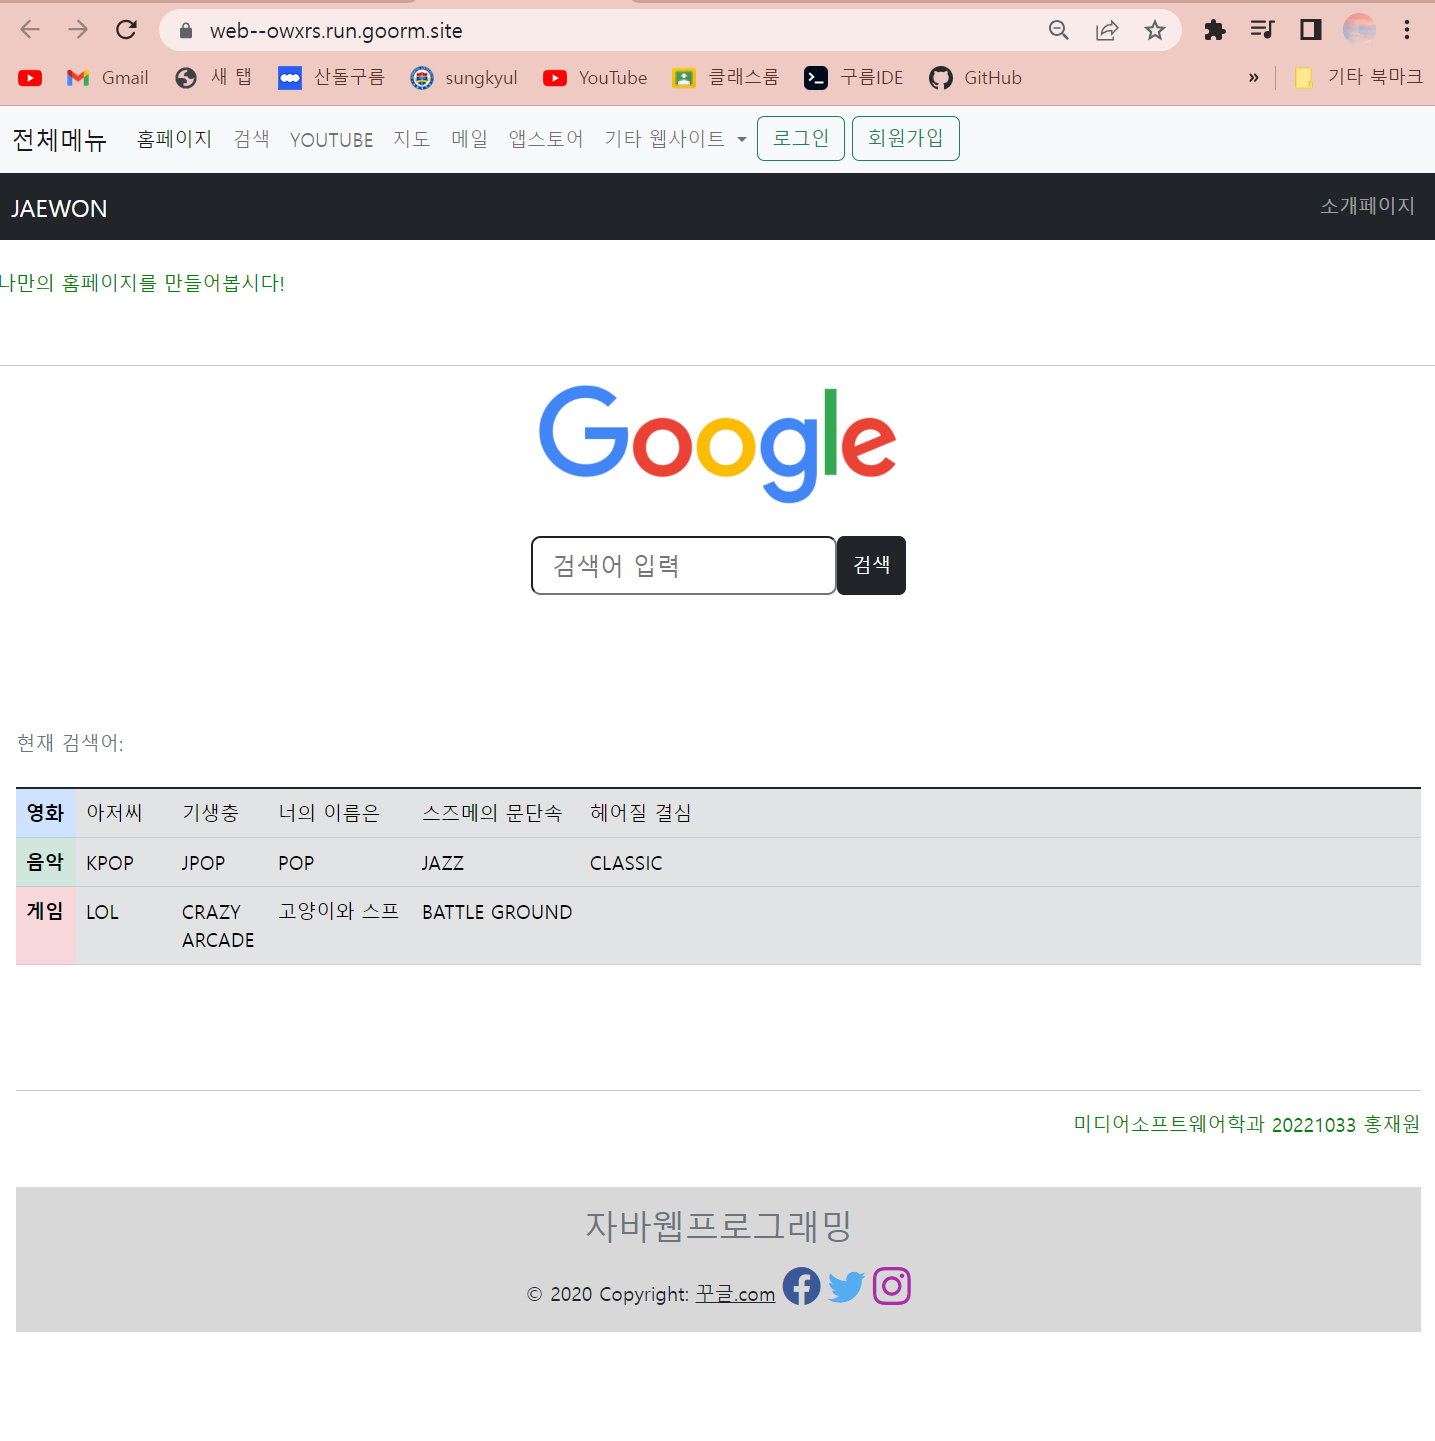 web--owxrs.run.goorm.site
Gmail 새 탭 산돌구름 sungkyul YouTube 클래스룸 구름IDE GitHub » 기타 북마크
전체메뉴 홈페이지 검색 YOUTUBE 지도 메일 앱스토어 기타 웹사이트 로그인 회원가입
JAEWON 소개페이지
나만의 홈페이지를 만들어봅시다!
Google
검색어 입력 검색
현재 검색어:
영화 아저씨 기생충 너의 이름은 스즈메의 문단속 헤어질 결심
음악 KPOP JPOP POP JAZZ CLASSIC
게임 LOL CRAZY ARCADE 고양이와 스프 BATTLE GROUND
미디어소프트웨어학과 20221033 홍재원
자바웹프로그래밍
© 2020 Copyright: 꾸글.com